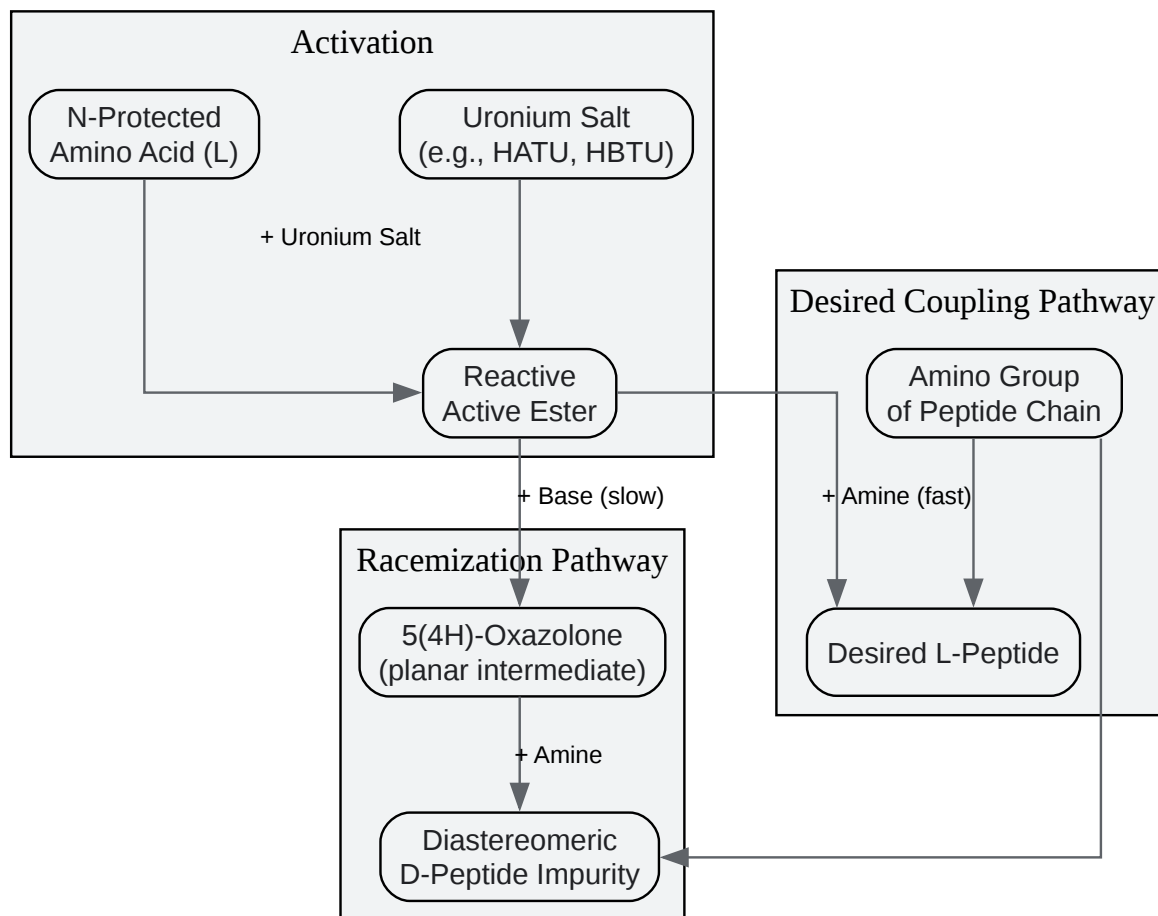 Activation
N-Protected
Amino Acid (L)
Uronium Salt
(e.g., HATU, HBTU)
+ Uronium Salt
Reactive
Active Ester
Desired Coupling Pathway
Amino Group
of Peptide Chain
+ Base (slow)
+ Amine (fast)
Racemization Pathway
5(4H)-Oxazolone
(planar intermediate)
Desired L-Peptide
+ Amine
Diastereomeric
D-Peptide Impurity